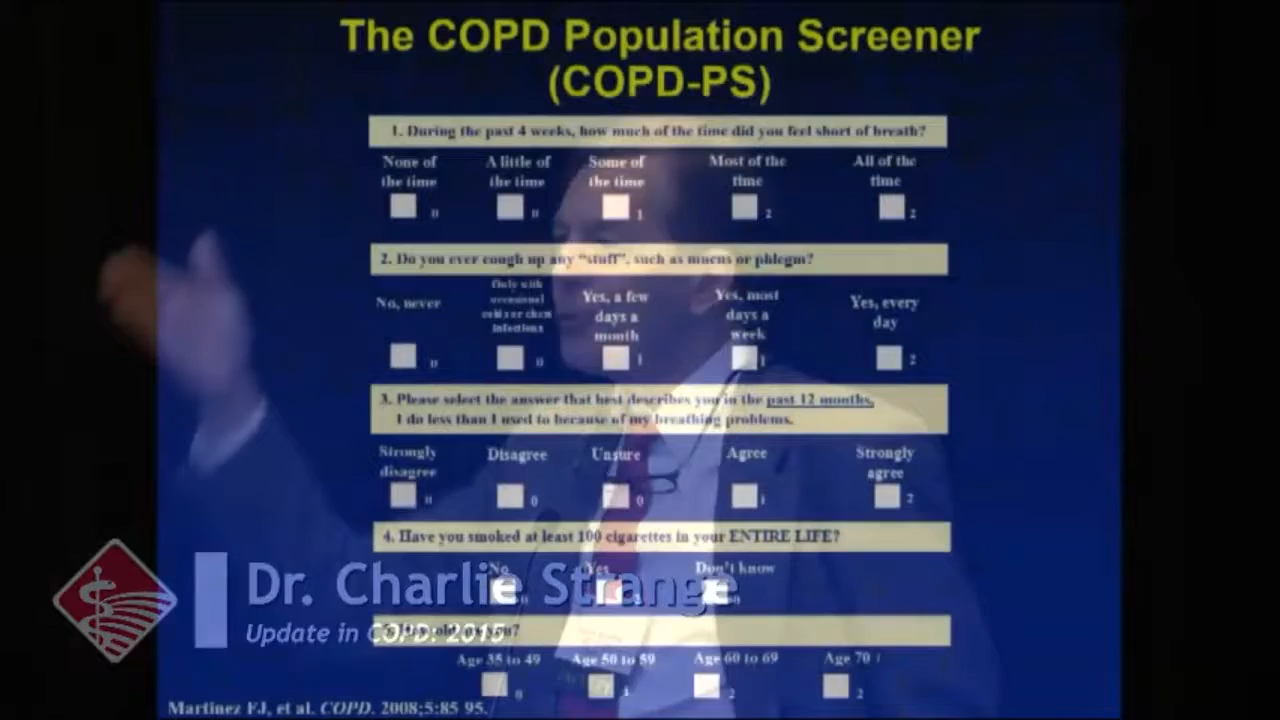 The COPD Population Screener
(COPD-PS)
1. During the past 4 weeks, how much of the time did you feel short of breath?
None of the time
A little of the time
Some of the time
Most of the time
All of the time
0
0
1
2
2
2. Do you ever cough up any “stuff”, such as mucus or phlegm?
No, never
Only with occasional colds or chest infections
Yes, a few days a month
Yes, most days a week
Yes, every day
0
0
1
1
2
3. Please select the answer that best describes you in the past 12 months.
I do less than I used to because of my breathing problems.
Strongly disagree
Disagree
Unsure
Agree
Strongly agree
0
0
0
1
2
4. Have you smoked at least 100 cigarettes in your ENTIRE LIFE?
No
Yes
Don't know
Dr. Charlie Strange
Update in COPD: 2015
you?
Age 35 to 49
Age 50 to 59
Age 60 to 69
Age 70
0
1
2
2
Martinez FJ, et al. COPD. 2008;5:85 95.